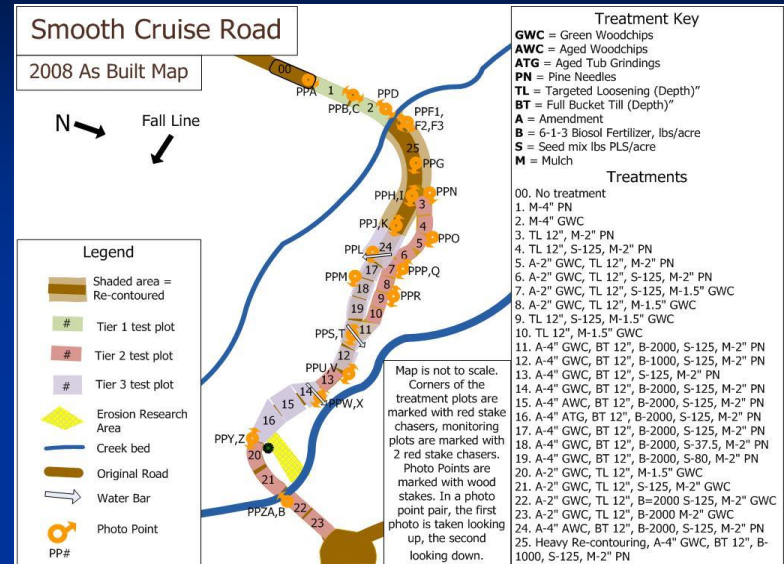 Smooth Cruise Road
2008 As Built Map
N
Fall Line
00
PPA
1
PPB,C
2
PPD
PPF1,
F2,F3
25
PPG
PPH,I
PPN
3
PPJ,K
4
PPO
5
24
PPL
6
17
7
PPP,Q
PPM
18
8
9
PPR
19
10
11
PPS,T
12
PPU,V
13
14
PPW,X
15
16
PPY,Z
20
21
PPZA,B
22
23
Legend
Shaded area =
Re-contoured
# Tier 1 test plot
# Tier 2 test plot
# Tier 3 test plot
Erosion Research
Area
Creek bed
Original Road
Water Bar
Photo Point
PP#
Map is not to scale.
Corners of the
treatment plots are
marked with red stake
chasers, monitoring
plots are marked with
2 red stake chasers.
Photo Points are
marked with wood
stakes. In a photo
point pair, the first
photo is taken looking
up, the second
looking down.
Treatment Key
GWC = Green Woodchips
AWC = Aged Woodchips
ATG = Aged Tub Grindings
PN = Pine Needles
TL = Targeted Loosening (Depth)"
BT = Full Bucket Till (Depth)"
A = Amendment
B = 6-1-3 Biosol Fertilizer, lbs/acre
S = Seed mix lbs PLS/acre
M = Mulch
Treatments
00. No treatment
1. M-4" PN
2. M-4" GWC
3. TL 12", M-2" PN
4. TL 12", S-125, M-2" PN
5. A-2" GWC, TL 12", M-2" PN
6. A-2" GWC, TL 12", S-125, M-2" PN
7. A-2" GWC, TL 12", S-125, M-1.5" GWC
8. A-2" GWC, TL 12", M-1.5" GWC
9. TL 12", S-125, M-1.5" GWC
10. TL 12", M-1.5" GWC
11. A-4" GWC, BT 12", B-2000, S-125, M-2" PN
12. A-4" GWC, BT 12", B-1000, S-125, M-2" PN
13. A-4" GWC, BT 12", S-125, M-2" PN
14. A-4" GWC, BT 12", B-2000, S-125, M-2" PN
15. A-4" AWC, BT 12", B-2000, S-125, M-2" PN
16. A-4" ATG, BT 12", B-2000, S-125, M-2" PN
17. A-4" GWC, BT 12", B-2000, S-125, M-2" PN
18. A-4" GWC, BT 12", B-2000, S-37.5, M-2" PN
19. A-4" GWC, BT 12", B-2000, S-80, M-2" PN
20. A-2" GWC, TL 12", M-1.5" GWC
21. A-2" GWC, TL 12", S-125, M-2" GWC
22. A-2" GWC, TL 12", B=2000 S-125, M-2" GWC
23. A-2" GWC, TL 12", B-2000 M-2" GWC
24. A-4" AWC, BT 12", B-2000, S-125, M-2" PN
25. Heavy Re-contouring, A-4" GWC, BT 12", B-
1000, S-125, M-2" PN